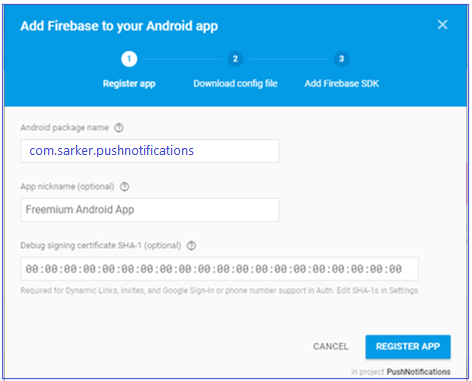 Add Firebase to your Android app
1 2 3
Register app Download config file Add Firebase SDK
Android package name
com.sarker.pushnotifications
App nickname (optional)
Freemium Android App
Debug signing certificate SHA-1 (optional)
00:00:00:00:00:00:00:00:00:00:00:00:00:00:00:00:00:00:00:00
Required for Dynamic Links, Invites, and Google Sign-In or phone number support in Auth. Edit SHA-1s in Settings.
CANCEL REGISTER APP
in project PushNotifications